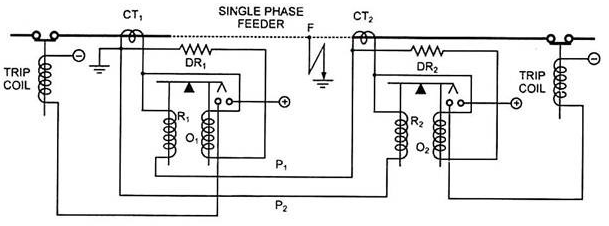 CT1
SINGLE PHASE
FEEDER
F
CT2
DR1
DR2
TRIP
COIL
TRIP
COIL
R1
O1
R2
O2
P1
P2